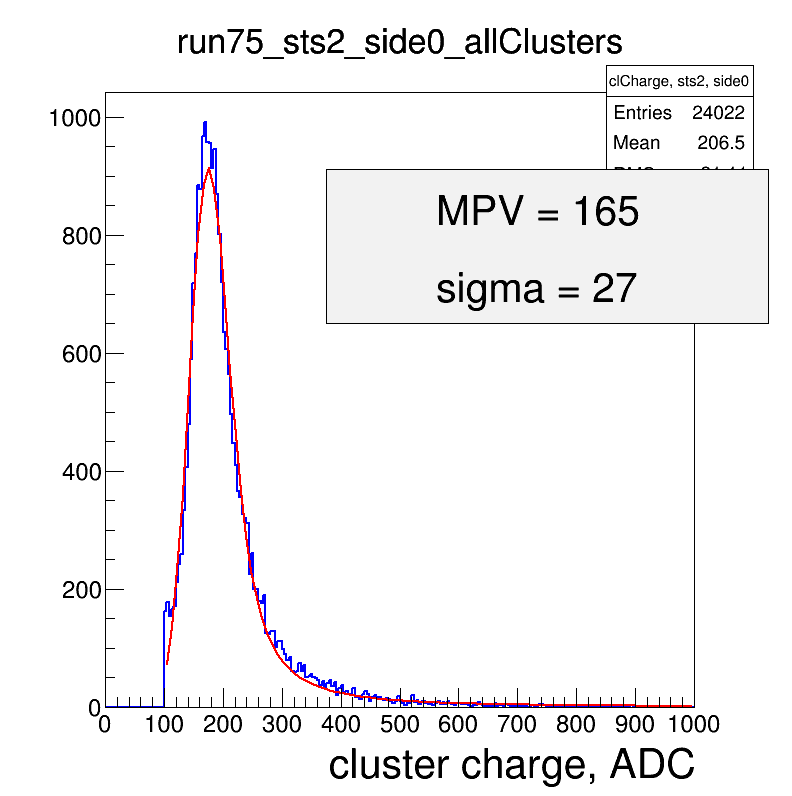 run75_sts2_side0_allClusters
clCharge, sts2, side0
Entries 24022
Mean 206.5
MPV = 165
sigma = 27
1000
800
600
400
200
0
0 100 200 300 400 500 600 700 800 900 1000
cluster charge, ADC